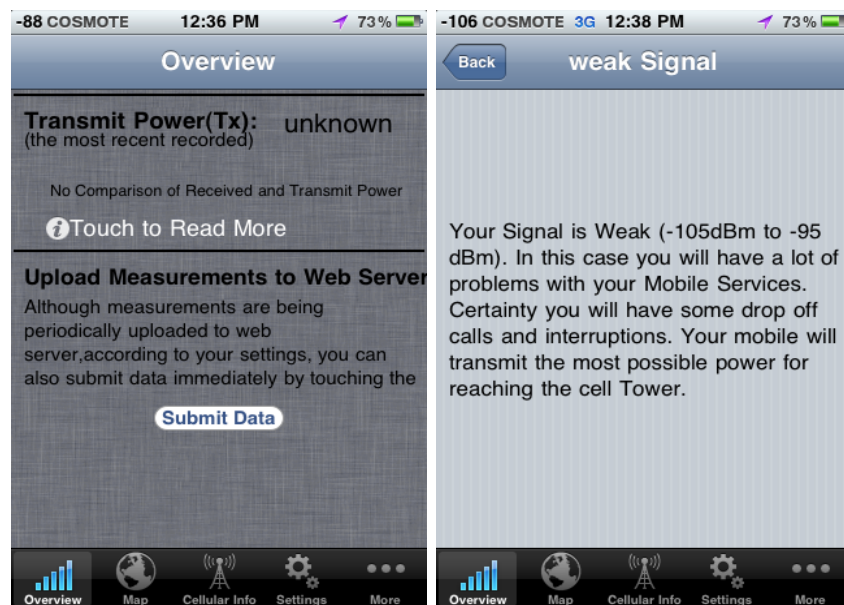 -88 COSMOTE 12:36 PM 73%
Overview
Transmit Power(Tx): unknown
(the most recent recorded)
No Comparison of Received and Transmit Power
Touch to Read More
Upload Measurements to Web Server
Although measurements are being
periodically uploaded to web
server,according to your settings, you can
also submit data immediately by touching the
Submit Data
Overview Map Cellular Info Settings More
-106 COSMOTE 3G 12:38 PM 73%
Back weak Signal
Your Signal is Weak (-105dBm to -95
dBm). In this case you will have a lot of
problems with your Mobile Services.
Certainty you will have some drop off
calls and interruptions. Your mobile will
transmit the most possible power for
reaching the cell Tower.
Overview Map Cellular Info Settings More